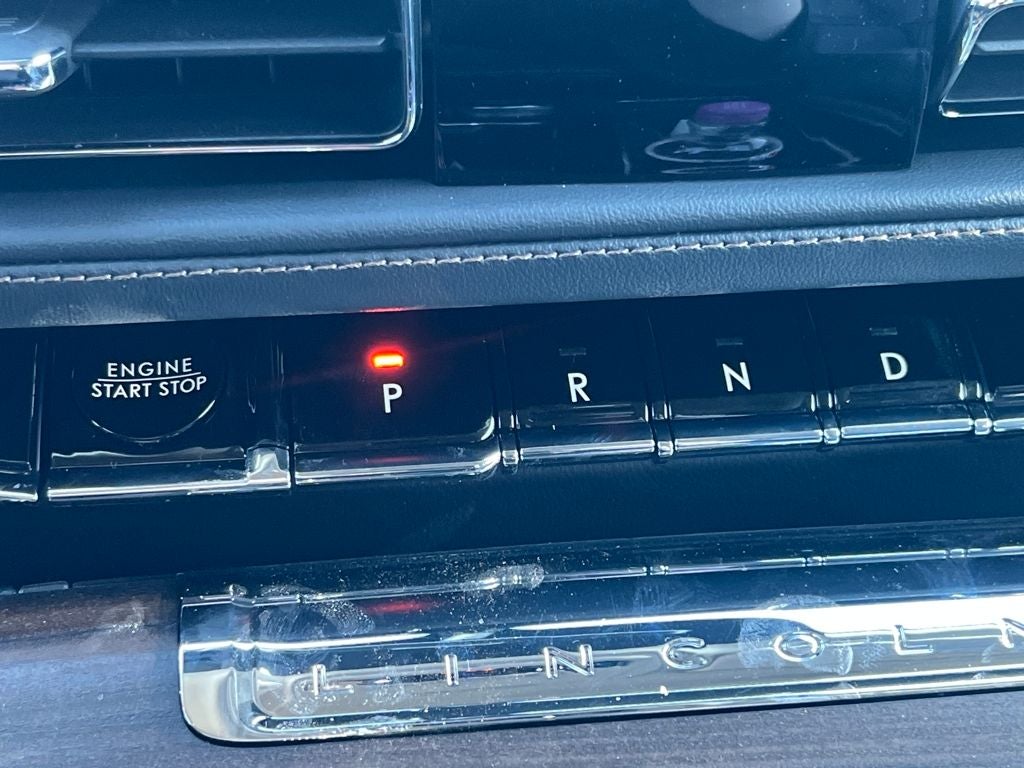 ENGINE
START STOP
P R N D
LINCOLN